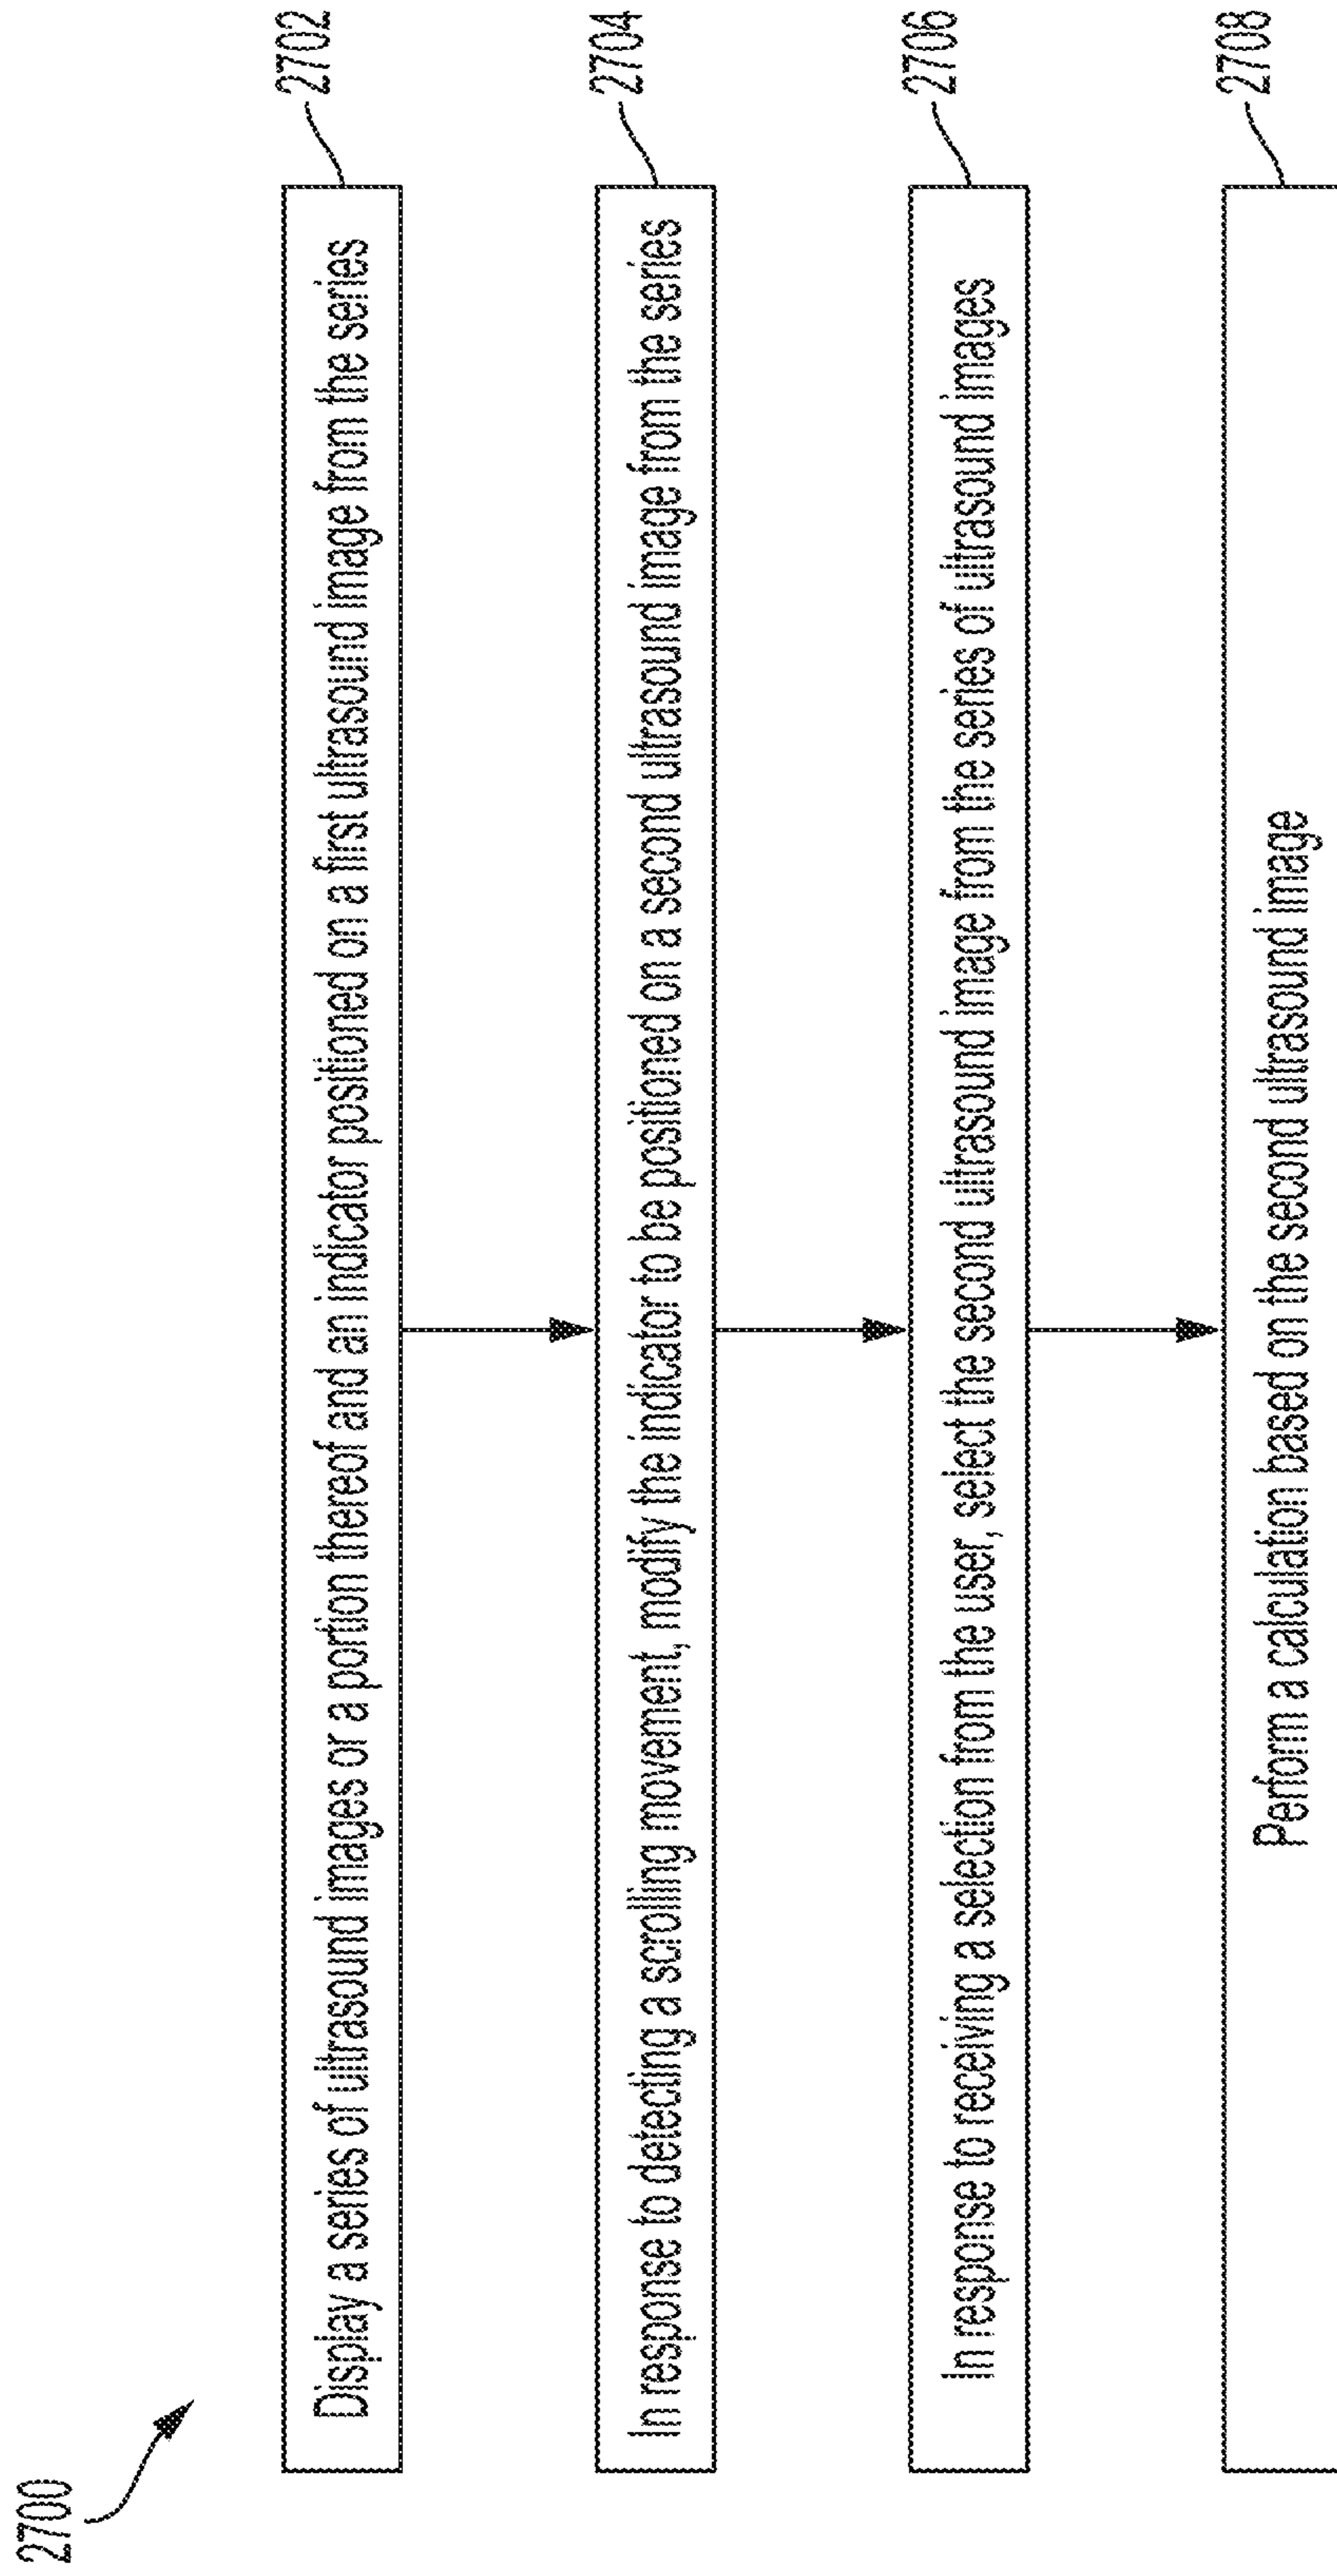 2700
Display a series of ultrasound images or a portion thereof and an indicator positioned on a first ultrasound image from the series
2702
In response to detecting a scrolling movement, modify the indicator to be positioned on a second ultrasound image from the series
2704
In response to receiving a selection from the user, select the second ultrasound image from the series of ultrasound images
2706
Perform a calculation based on the second ultrasound image
2708